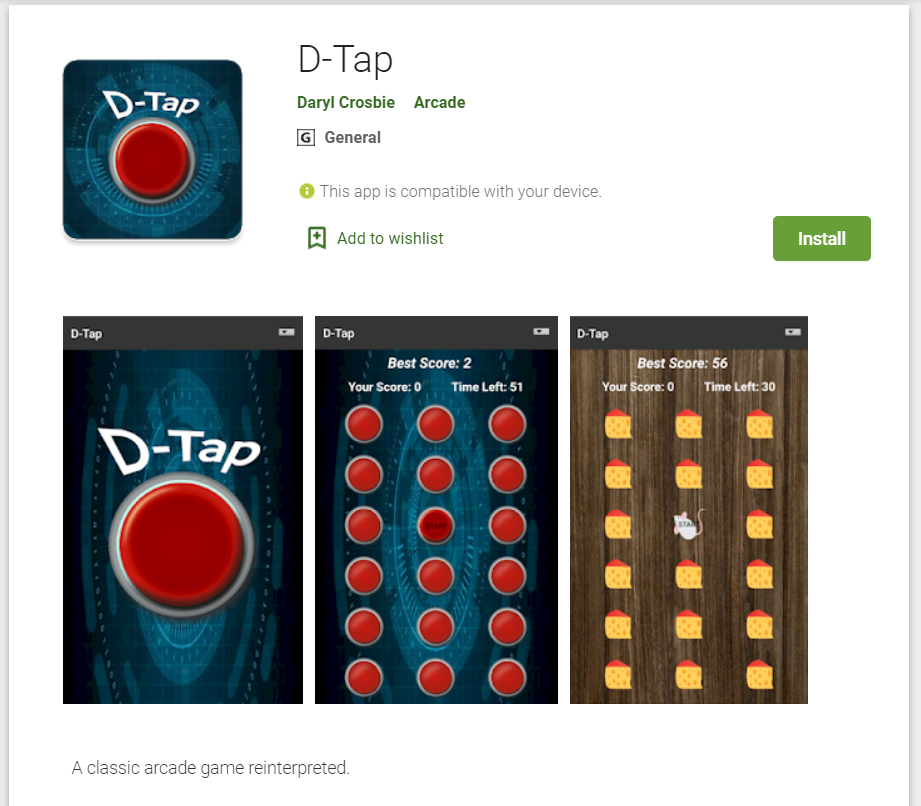 D-Tap
D-Tap
Daryl Crosbie Arcade
G General
This app is compatible with your device.
Add to wishlist
Install
D-Tap
D-Tap
D-Tap
Best Score: 2
Your Score: 0 Time Left: 51
START
D-Tap
Best Score: 56
Your Score: 0 Time Left: 30
START
A classic arcade game reinterpreted.